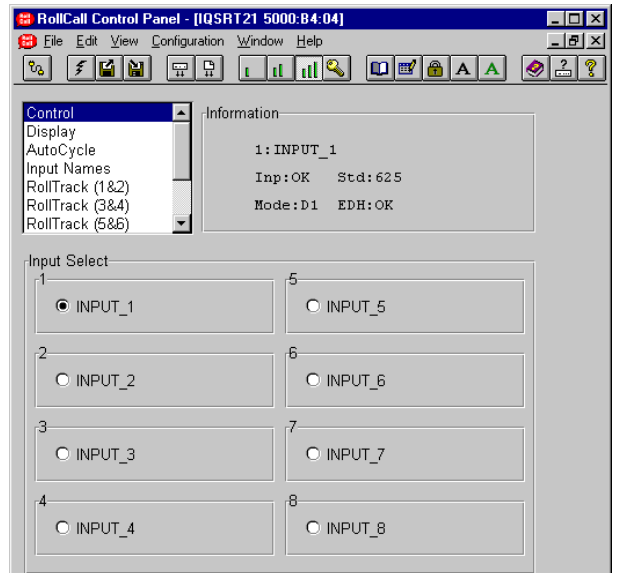 RollCall Control Panel - [IQSRT21 5000:B4:04]
File Edit View Configuration Window Help
A A
Control
Display
AutoCycle
Input Names
RollTrack (1&2)
RollTrack (3&4)
RollTrack (5&6)
Information
1:INPUT_1
Inp:OK Std:625
Mode:D1 EDH:OK
Input Select
1
INPUT_1
2
INPUT_2
3
INPUT_3
4
INPUT_4
5
INPUT_5
6
INPUT_6
7
INPUT_7
8
INPUT_8